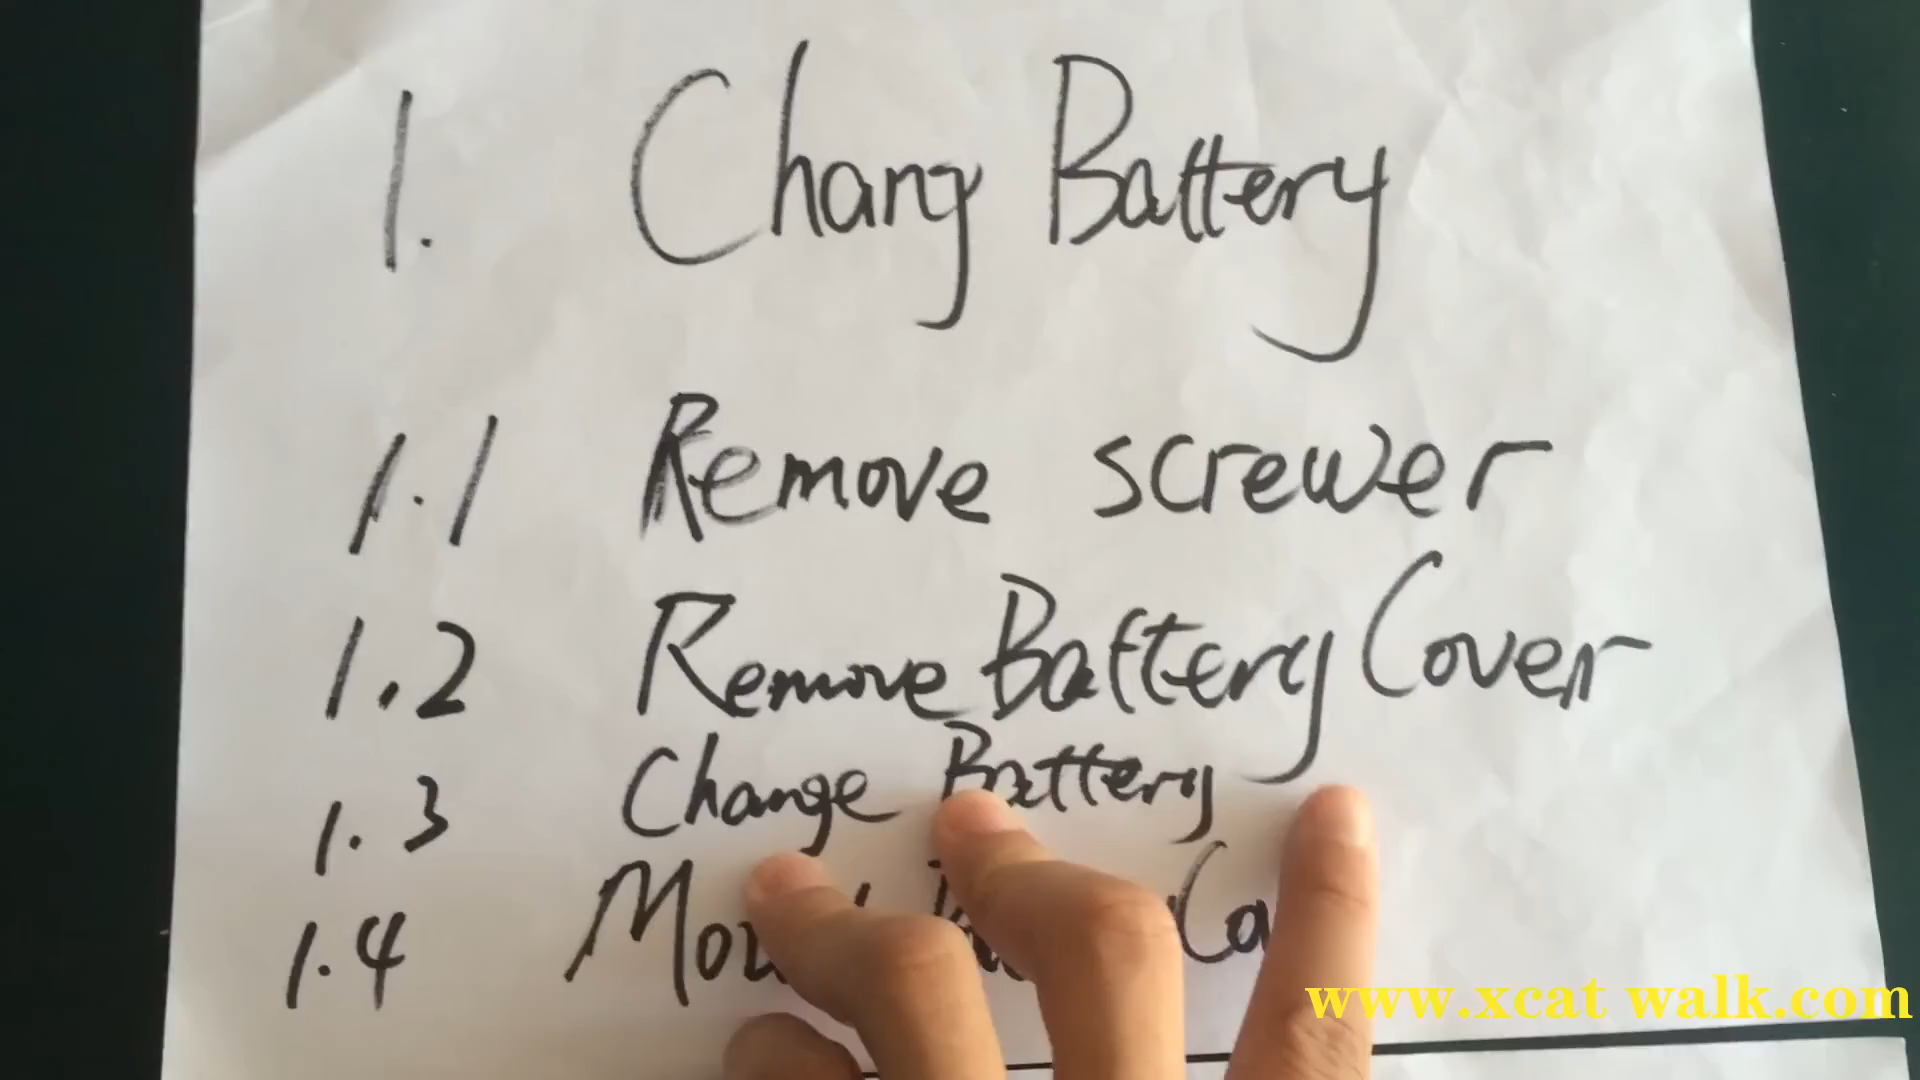 1. Chang Battery
1.1 Remove screwer
1.2 Remove Battery Cover
1.3 Change Battery
1.4
www.xcat walk.com